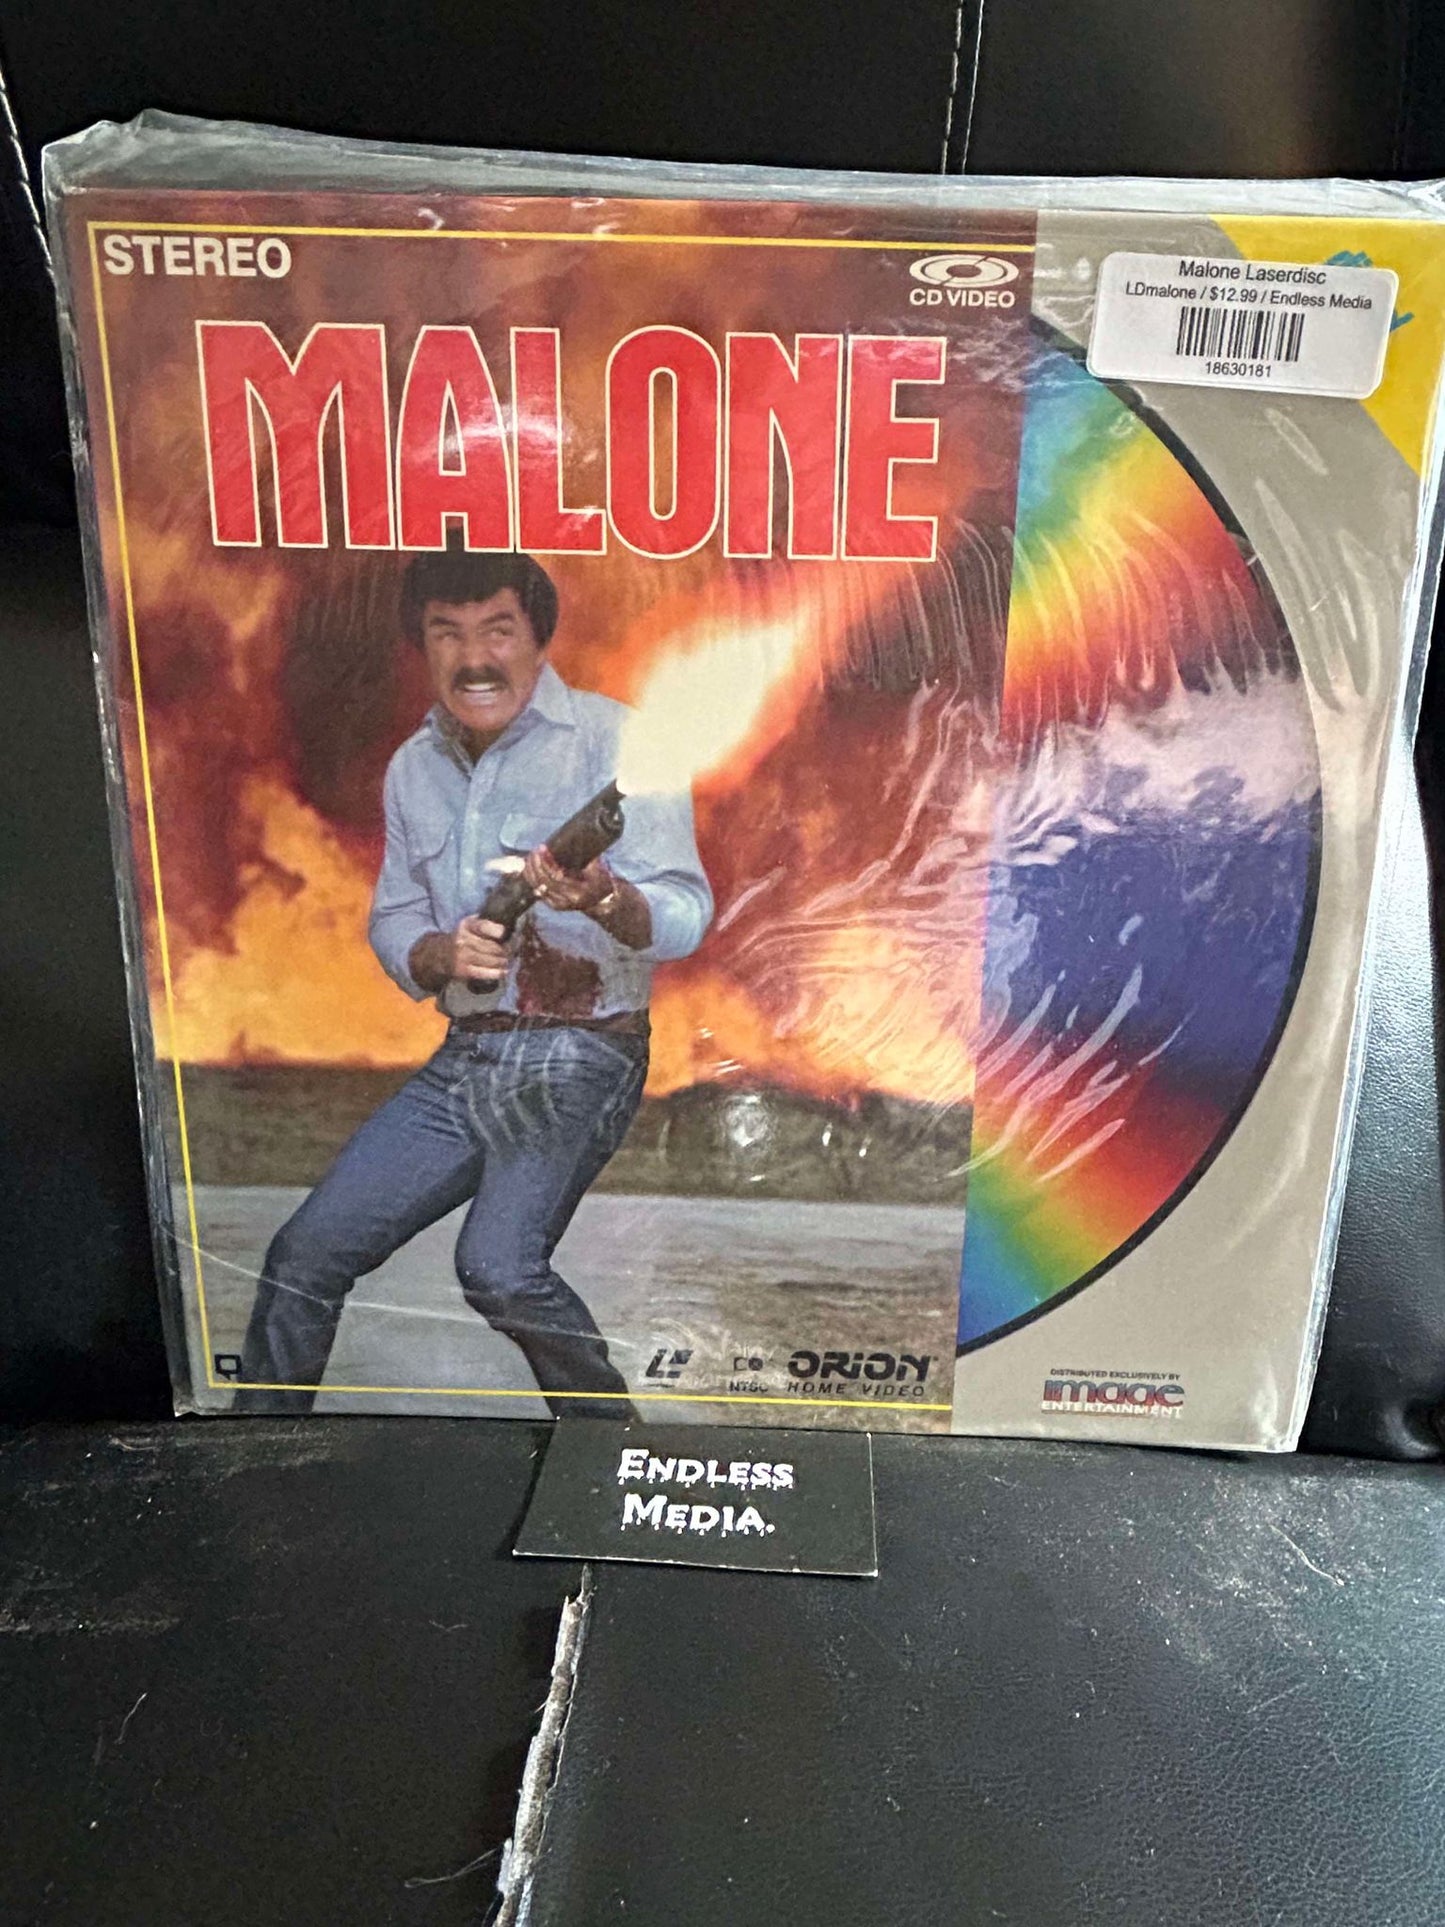 STEREO
CD VIDEO
Malone Laserdisc
LDmalone / $12.99 / Endless Media
18630181
MALONE
NTSC
ORION
HOME VIDEO
DISTRIBUTED EXCLUSIVELY BY
image
ENTERTAINMENT
ENDLESS
MEDIA.